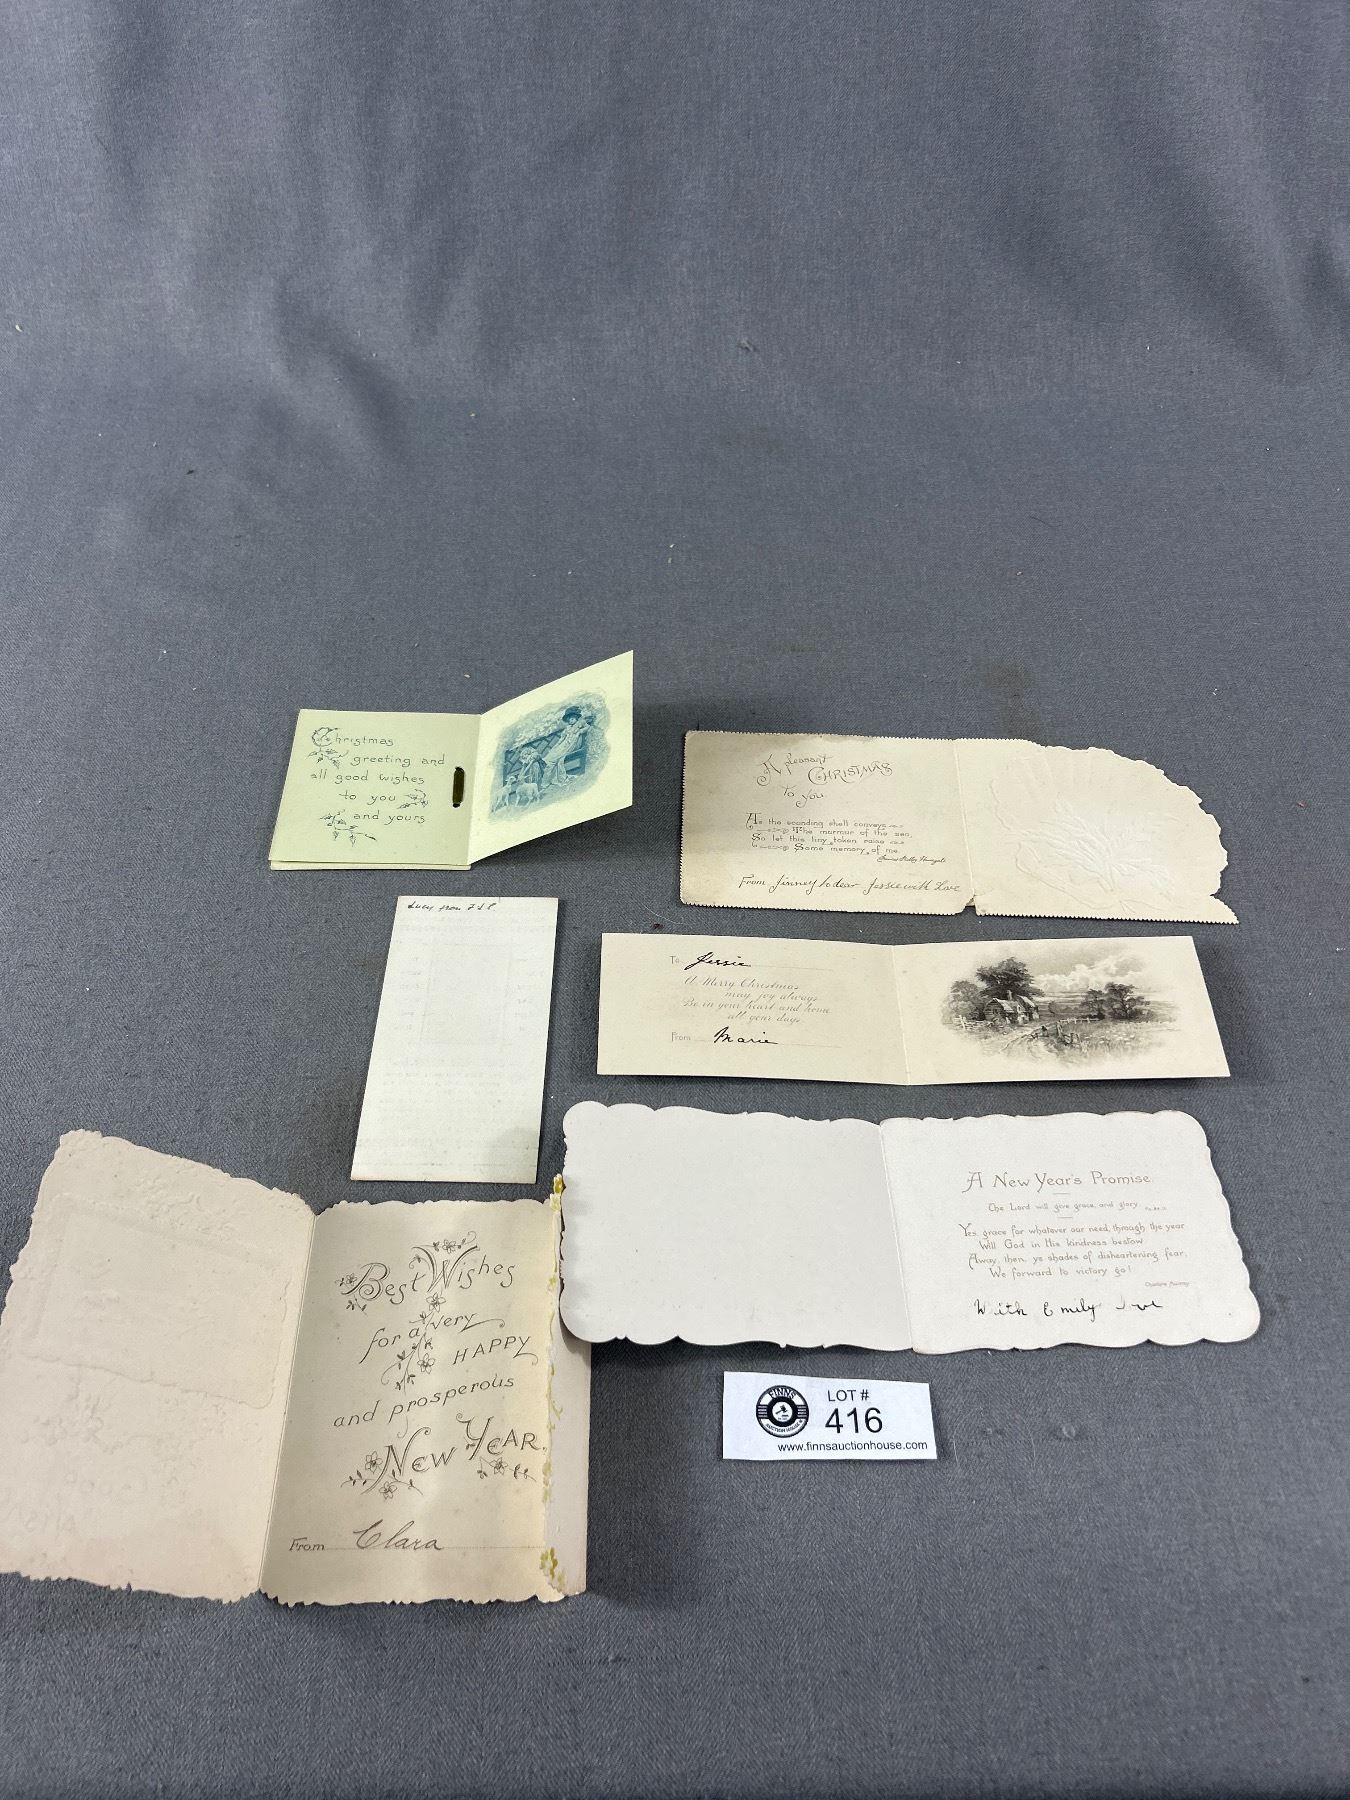 Christmas
greeting and
all good wishes
to you
and yours
A pleasant
CHRISTMAS
To you.
As the sounding shell conveys
The murmur of the sea,
So let this tiny token raise
Some memory of me.
From Jinney to dear Jessie with Love
Lucy from
To Jessie
A Merry Christmas
may joy always
Be in your heart and home
all your days.
From Marie
A New Year's Promise.
The Lord will give grace, and glory
Yes, grace for whatever our need, through the year
Will God in His kindness bestow
Away, then, ye shades of disheartening fear,
We forward to victory go!
With Emily
Best Wishes
for a very
HAPPY
and prosperous
New Year.
From Clara
FINNS
AUCTION HOUSE
LOT #
416
www.finnsauctionhouse.com